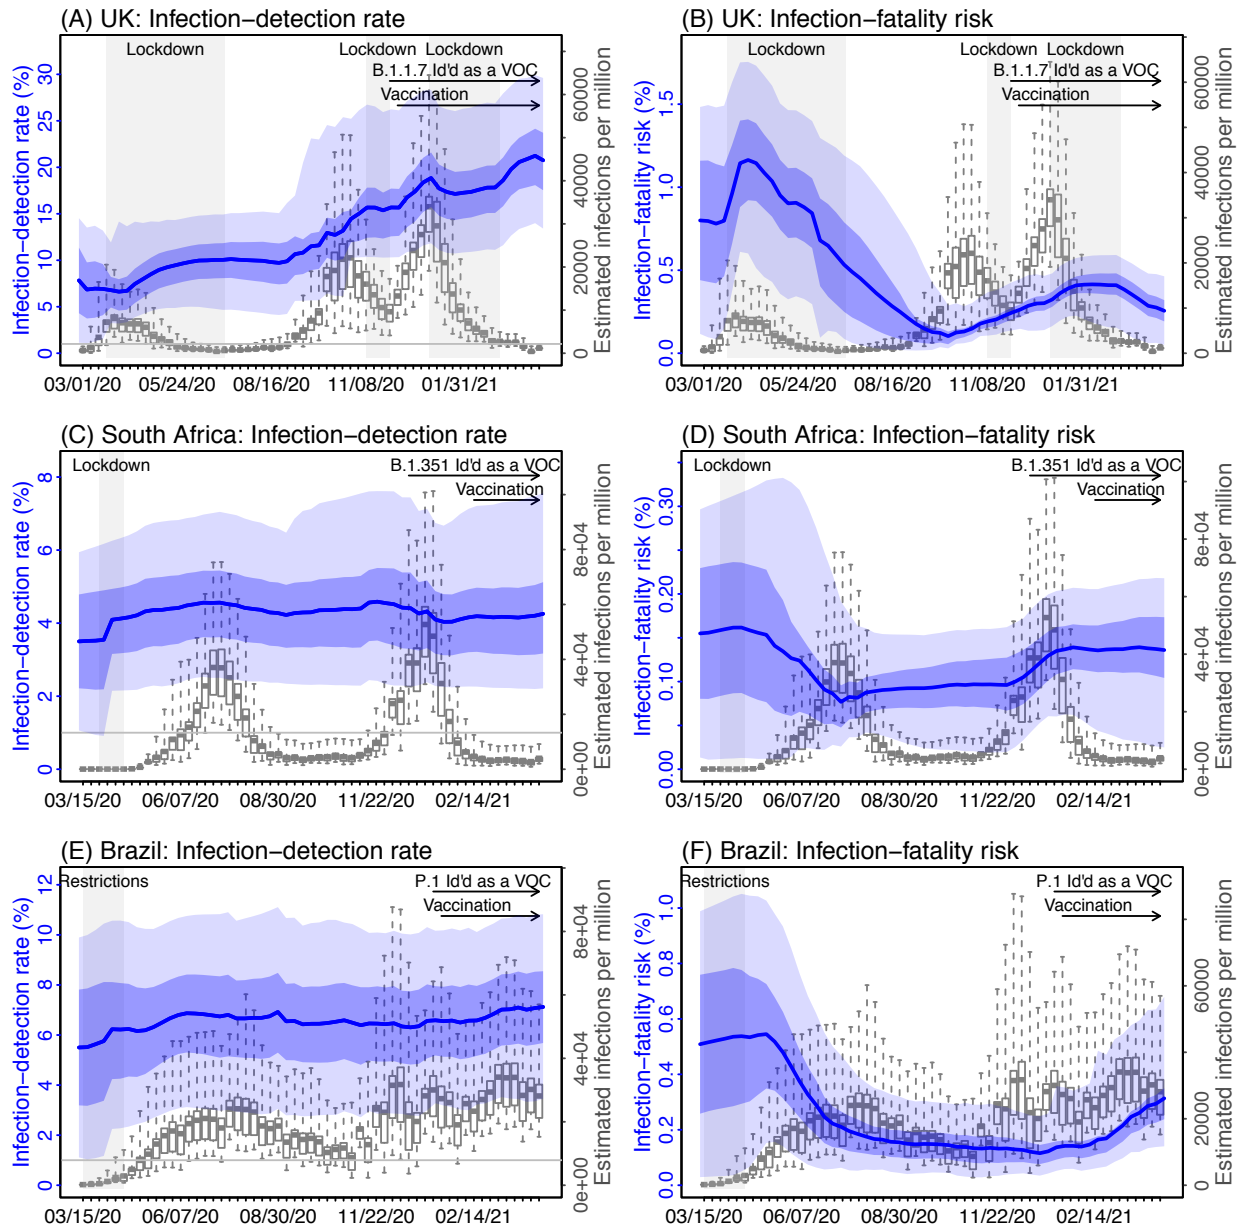 (A) UK: Infection−detection rate
Lockdown
Lockdown
Lockdown
B.1.1.7 Id'd as a VOC
Vaccination
Infection−detection rate (%)
0
5
10
15
20
25
30
Estimated infections per million
0
20000
40000
60000
03/01/20
05/24/20
08/16/20
11/08/20
01/31/21
(B) UK: Infection−fatality risk
Lockdown
Lockdown
Lockdown
B.1.1.7 Id'd as a VOC
Vaccination
Infection−fatality risk (%)
0.0
0.5
1.0
1.5
Estimated infections per million
0
20000
40000
60000
03/01/20
05/24/20
08/16/20
11/08/20
01/31/21
(C) South Africa: Infection−detection rate
Lockdown
B.1.351 Id'd as a VOC
Vaccination
Infection−detection rate (%)
0
2
4
6
8
Estimated infections per million
0e+00
4e+04
8e+04
03/15/20
06/07/20
08/30/20
11/22/20
02/14/21
(D) South Africa: Infection−fatality risk
Lockdown
B.1.351 Id'd as a VOC
Vaccination
Infection−fatality risk (%)
0.00
0.10
0.20
0.30
Estimated infections per million
0e+00
4e+04
8e+04
03/15/20
06/07/20
08/30/20
11/22/20
02/14/21
(E) Brazil: Infection−detection rate
Restrictions
P.1 Id'd as a VOC
Vaccination
Infection−detection rate (%)
0
2
4
6
8
10
12
Estimated infections per million
0e+00
4e+04
8e+04
03/15/20
06/07/20
08/30/20
11/22/20
02/14/21
(F) Brazil: Infection−fatality risk
Restrictions
P.1 Id'd as a VOC
Vaccination
Infection−fatality risk (%)
0.0
0.2
0.4
0.6
0.8
1.0
Estimated infections per million
0
20000
60000
03/15/20
06/07/20
08/30/20
11/22/20
02/14/21